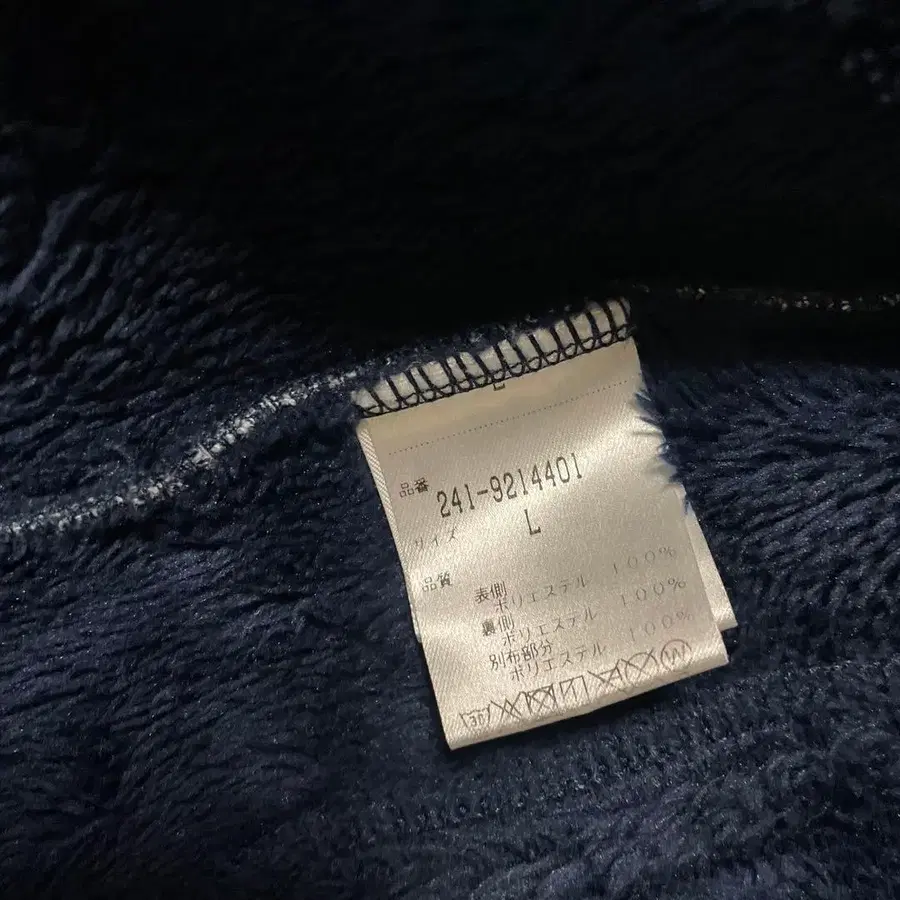 品番
241-9214401
サイズ
L
品質
表側
ポリエステル 100%
裏側
ポリエステル 100%
別布部分
ポリエステル 100%
30 W